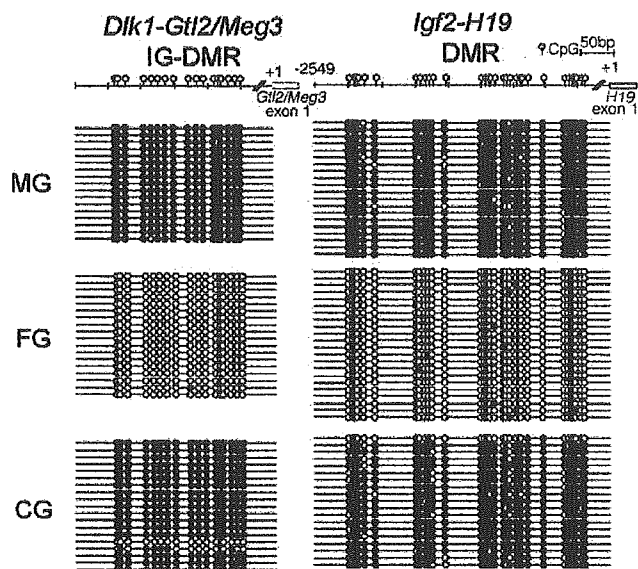 Dlk1-Gtl2/Meg3
IG-DMR
Igf2-H19
DMR
CpG 50bp
+1
-2549
+1
Gtl2/Meg3
exon 1
H19
exon 1
MG
FG
CG